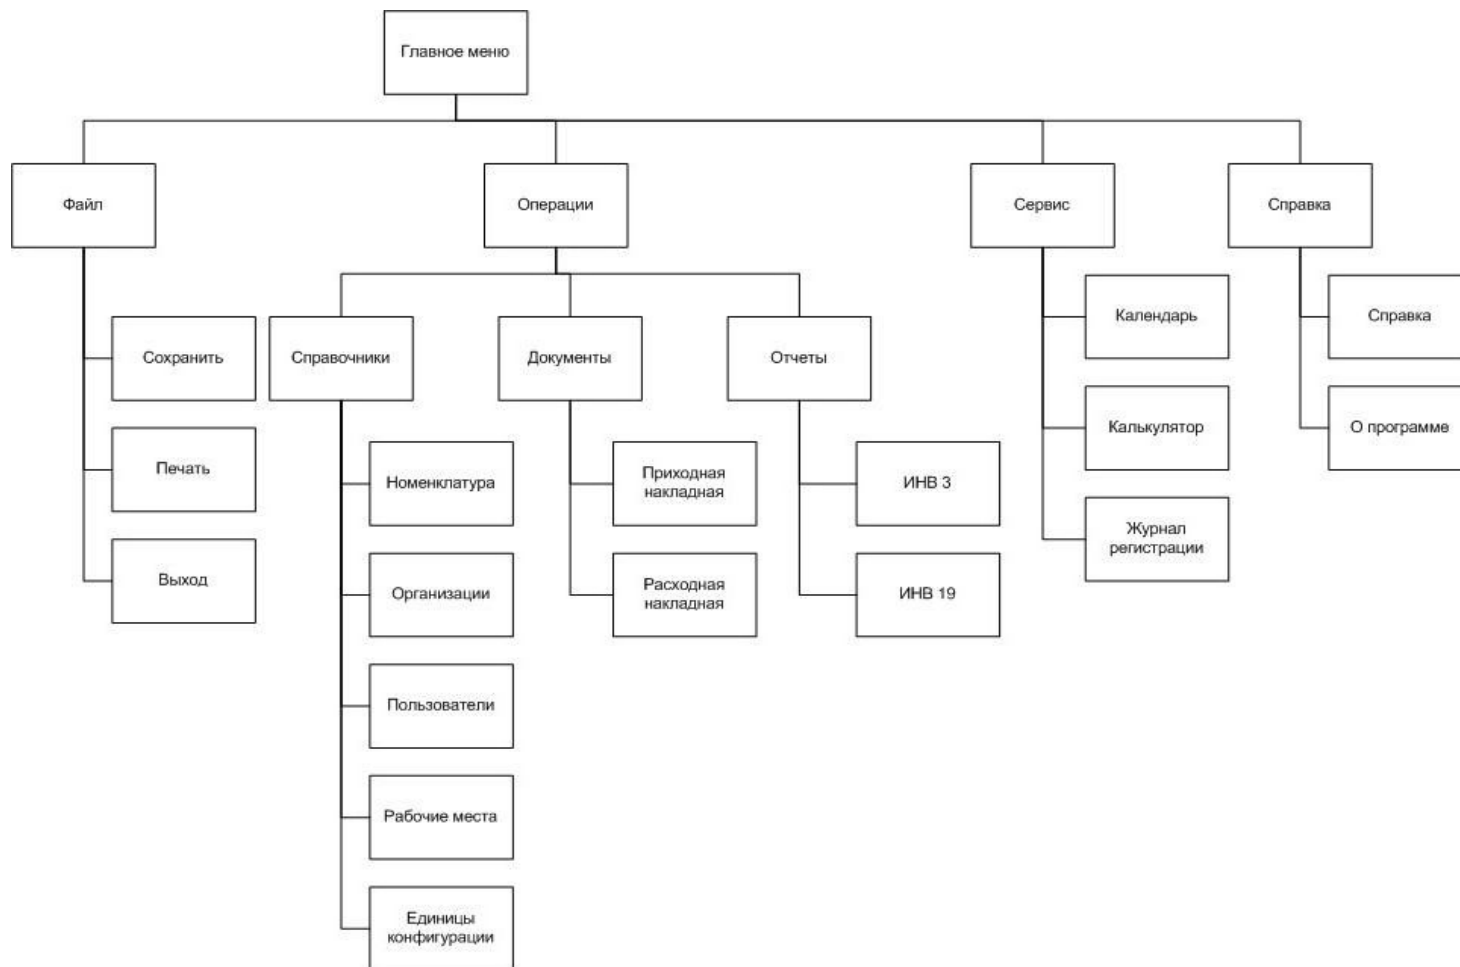 Главное меню
Файл
Операции
Сервис
Справка
Календарь
Справка
Сохранить
Справочники
Документы
Отчеты
Калькулятор
О программе
Печать
Номенклатура
Приходная
накладная
ИНВ 3
Журнал
регистрации
Выход
Организации
Расходная
накладная
ИНВ 19
Пользователи
Рабочие места
Единицы
конфигурации